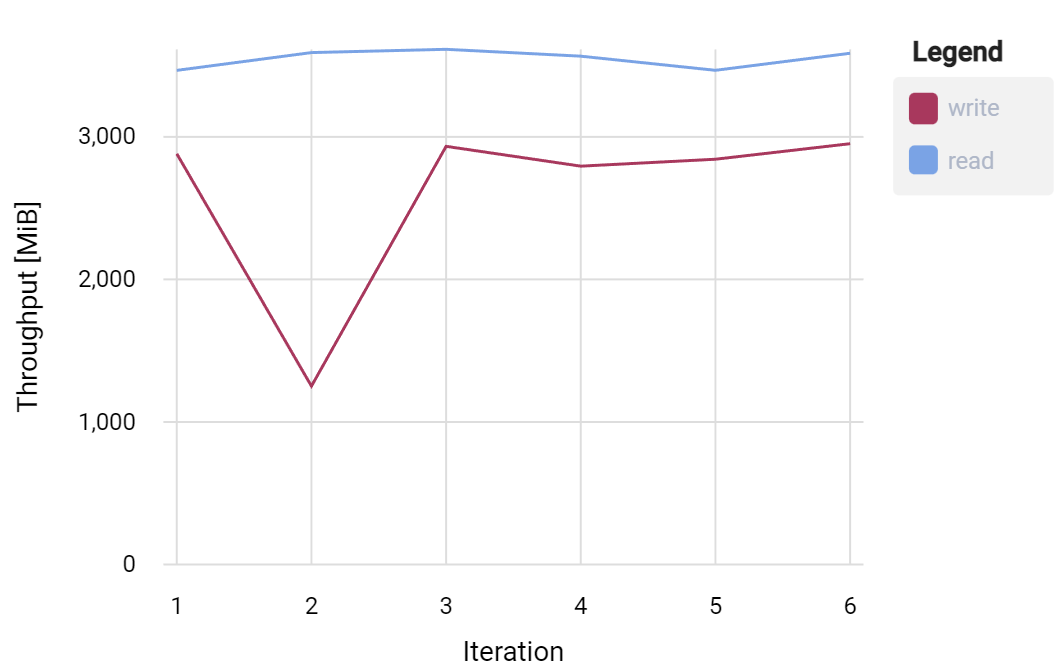 Legend
write
read
Throughput [MiB]
3,000
2,000
1,000
0
1 2 3 4 5 6
Iteration